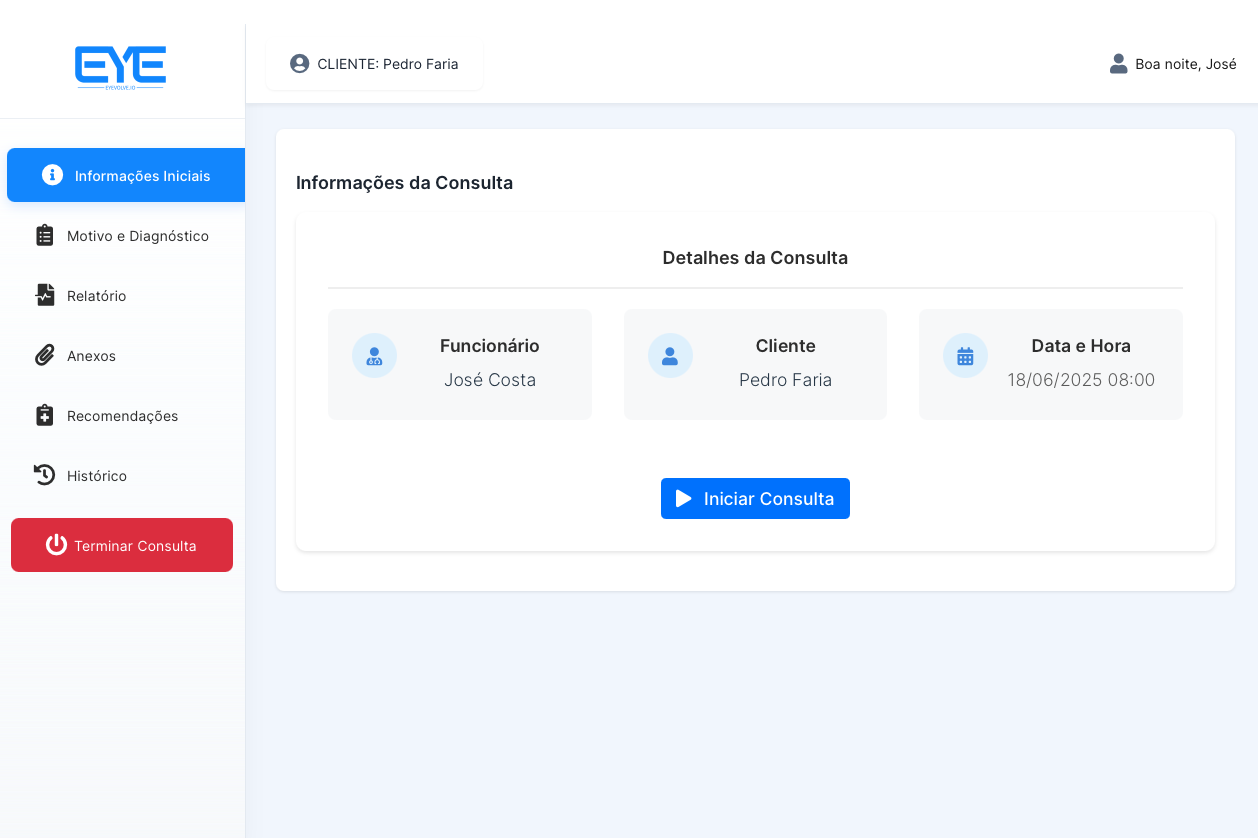 EYE
EYEVOLVE.IO
CLIENTE: Pedro Faria
Boa noite, José
Informações Iniciais
Motivo e Diagnóstico
Relatório
Anexos
Recomendações
Histórico
Terminar Consulta
Informações da Consulta
Detalhes da Consulta
Funcionário
José Costa
Cliente
Pedro Faria
Data e Hora
18/06/2025 08:00
Iniciar Consulta